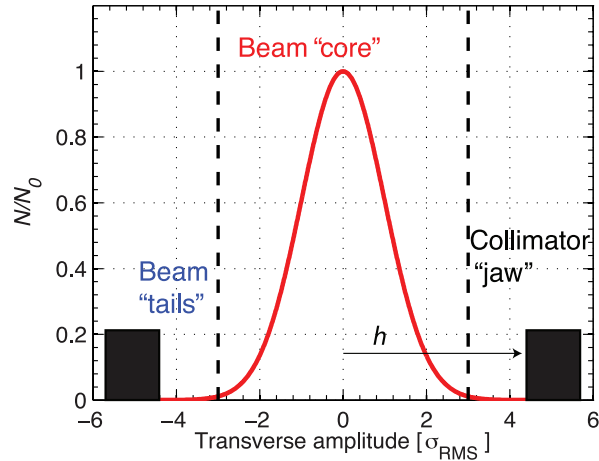 Beam “core”
1
0.8
0.6
0.4
0.2
0
N/N0
Collimator
“jaw”
Beam
“tails”
h
−6 −4 −2 0 2 4 6
Transverse amplitude [σRMS]